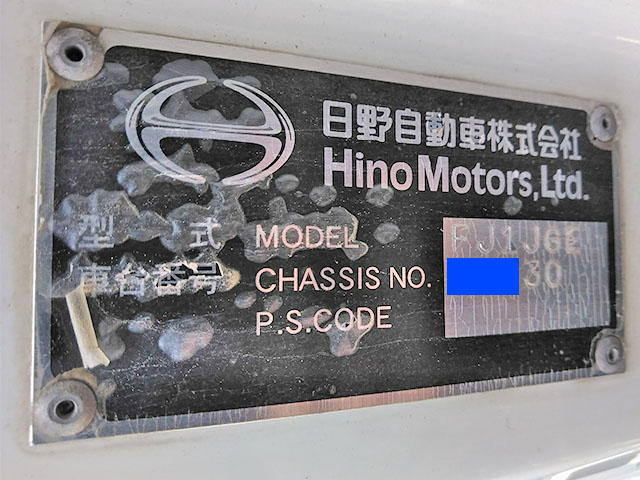 日野自動車株式会社
Hino Motors, Ltd.
型 式 MODEL FJ1JGE
車台番号 CHASSIS NO. 30
P.S.CODE